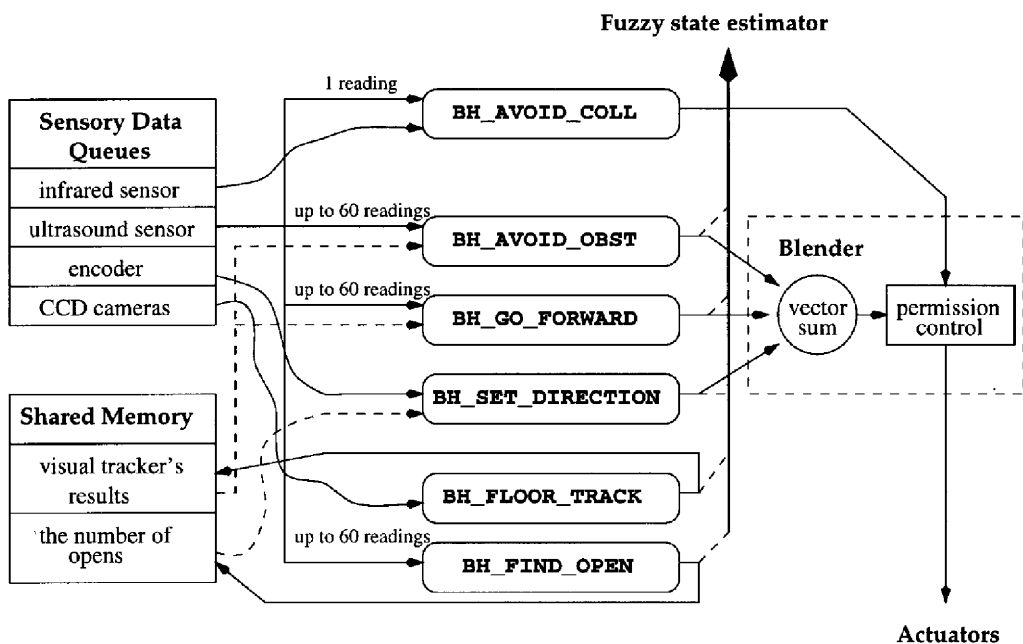 Fuzzy state estimator
1 reading
BH_AVOID_COLL
Sensory Data
Queues
infrared sensor
ultrasound sensor
encoder
CCD cameras
up to 60 readings
BH_AVOID_OBST
Blender
up to 60 readings
BH_GO_FORWARD
vector
sum
permission
control
BH_SET_DIRECTION
Shared Memory
visual tracker's
results
the number of
opens
BH_FLOOR_TRACK
up to 60 readings
BH_FIND_OPEN
Actuators